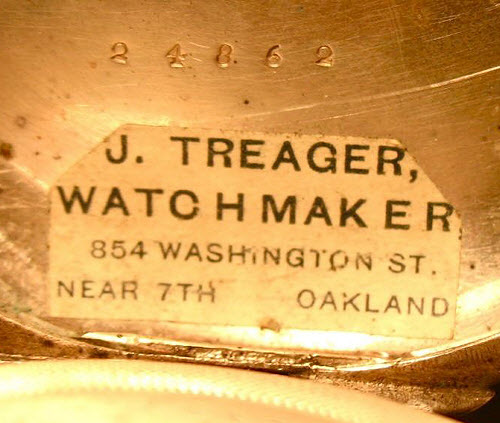 24862
J. TREAGER,
WATCHMAKER
854 WASHINGTON ST.
NEAR 7TH OAKLAND